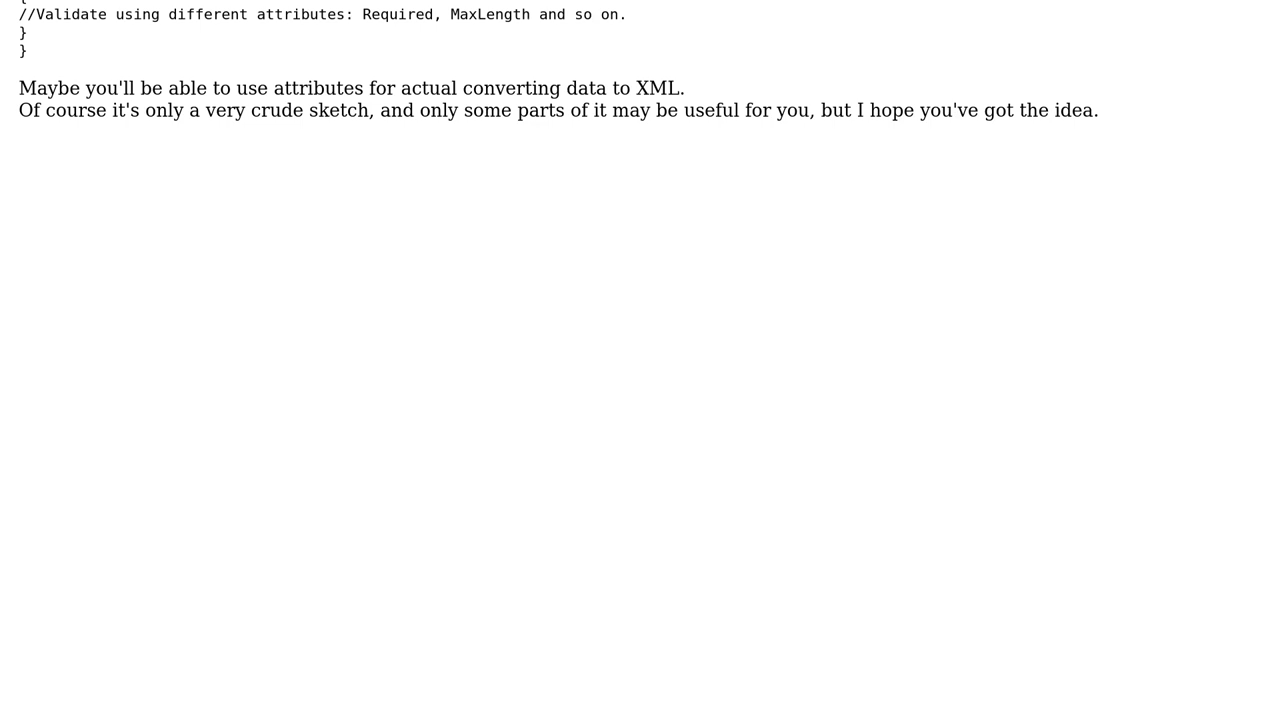 {
//Validate using different attributes: Required, MaxLength and so on.
}
}
Maybe you'll be able to use attributes for actual converting data to XML.
Of course it's only a very crude sketch, and only some parts of it may be useful for you, but I hope you've got the idea.